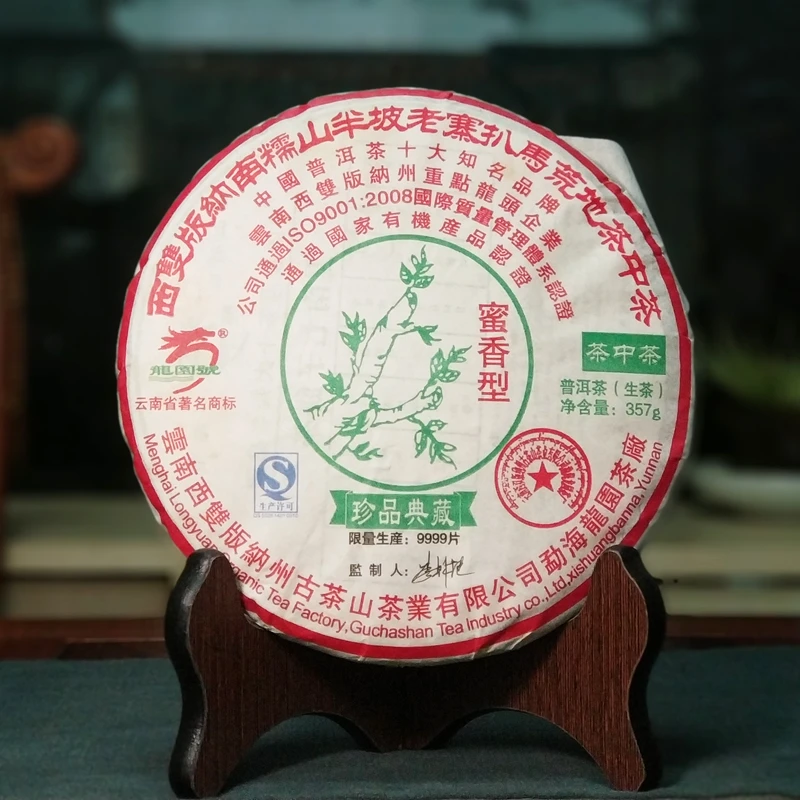 西雙版納南糯山半坡老寨扒馬荒地茶中茶
中國普洱茶十大知名品牌
雲南西雙版納州重點龍頭企業
公司通過ISO9001:2008國際質量管理體系認證
通過國家有機產品認證
蜜香型
龍園號®
云南省著名商标
茶中茶
普洱茶（生茶）
净含量：357g
生产许可
珍品典藏
限量生產：9999片
監制人：
雲南西雙版納州古茶山茶業有限公司勐海龍園茶廠
Menghai Longyuan Organic Tea Factory,Guchashan Tea Industry co.,Ltd.xishuangbanna,Yunnan